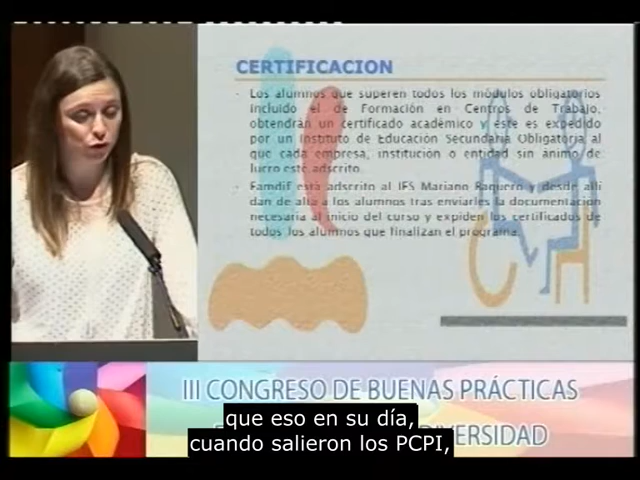 CERTIFICACION
- Los alumnos que superen todos los módulos obligatorios
incluido el de Formación en Centros de Trabajo,
obtendrán un certificado académico y éste es expedido
por un Instituto de Educación Secundaria Obligatoria al
que cada empresa, institución o entidad sin ánimo de
lucro esté adscrito.
- Famdif está adscrito al IES Mariano Baquero y desde allí
dan de alta a los alumnos tras enviarles la documentación
necesaria al inicio del curso y expiden los certificados de
todos los alumnos que finalizan el programa.
III CONGRESO DE BUENAS PRÁCTICAS
DIVERSIDAD
que eso en su día,
cuando salieron los PCPI,